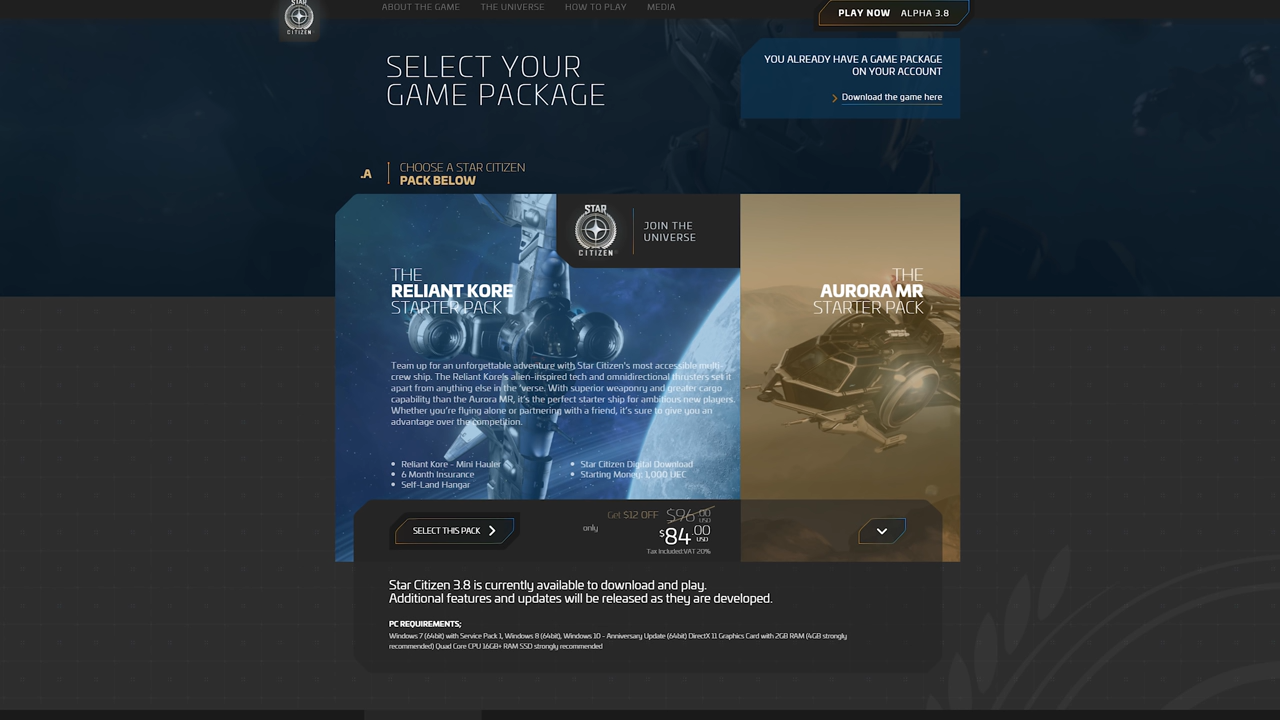 STAR
CITIZEN
ABOUT THE GAME
THE UNIVERSE
HOW TO PLAY
MEDIA
PLAY NOW ALPHA 3.8
SELECT YOUR
GAME PACKAGE
YOU ALREADY HAVE A GAME PACKAGE
ON YOUR ACCOUNT
Download the game here
.A
CHOOSE A STAR CITIZEN
PACK BELOW
STAR
CITIZEN
JOIN THE
UNIVERSE
THE
RELIANT KORE
STARTER PACK
THE
AURORA MR
STARTER PACK
Team up for an unforgettable adventure with Star Citizen's most accessible multi-
crew ship. The Reliant Kore's alien-inspired tech and omnidirectional thrusters set it
apart from anything else in the 'verse. With superior weaponry and greater cargo
capability than the Aurora MR, it's the perfect starter ship for ambitious new players.
Whether you're flying alone or partnering with a friend, it's sure to give you an
advantage over the competition.
Reliant Kore - Mini Hauler
6 Month Insurance
Self-Land Hangar
Star Citizen Digital Download
Starting Money: 1,000 UEC
SELECT THIS PACK
only
Get $12 OFF $96.00 USD
$84.00 USD
Tax Included:VAT 20%
Star Citizen 3.8 is currently available to download and play.
Additional features and updates will be released as they are developed.
PC REQUIREMENTS;
Windows 7 (64bit) with Service Pack 1, Windows 8 (64bit), Windows 10 - Anniversary Update (64bit) DirectX 11 Graphics Card with 2GB RAM (4GB strongly
recommended) Quad Core CPU 16GB+ RAM SSD strongly recommended